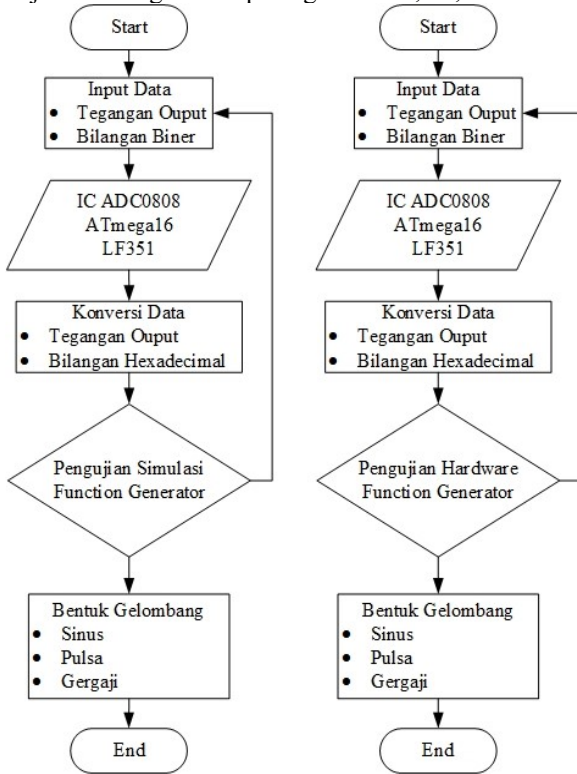 Start
Input Data
• Tegangan Ouput
• Bilangan Biner
IC ADC0808
ATmega16
LF351
Konversi Data
• Tegangan Ouput
• Bilangan Hexadecimal
Pengujian Simulasi
Function Generator
Bentuk Gelombang
• Sinus
• Pulsa
• Gergaji
End
Start
Input Data
• Tegangan Ouput
• Bilangan Biner
IC ADC0808
ATmega16
LF351
Konversi Data
• Tegangan Ouput
• Bilangan Hexadecimal
Pengujian Hardware
Function Generator
Bentuk Gelombang
• Sinus
• Pulsa
• Gergaji
End